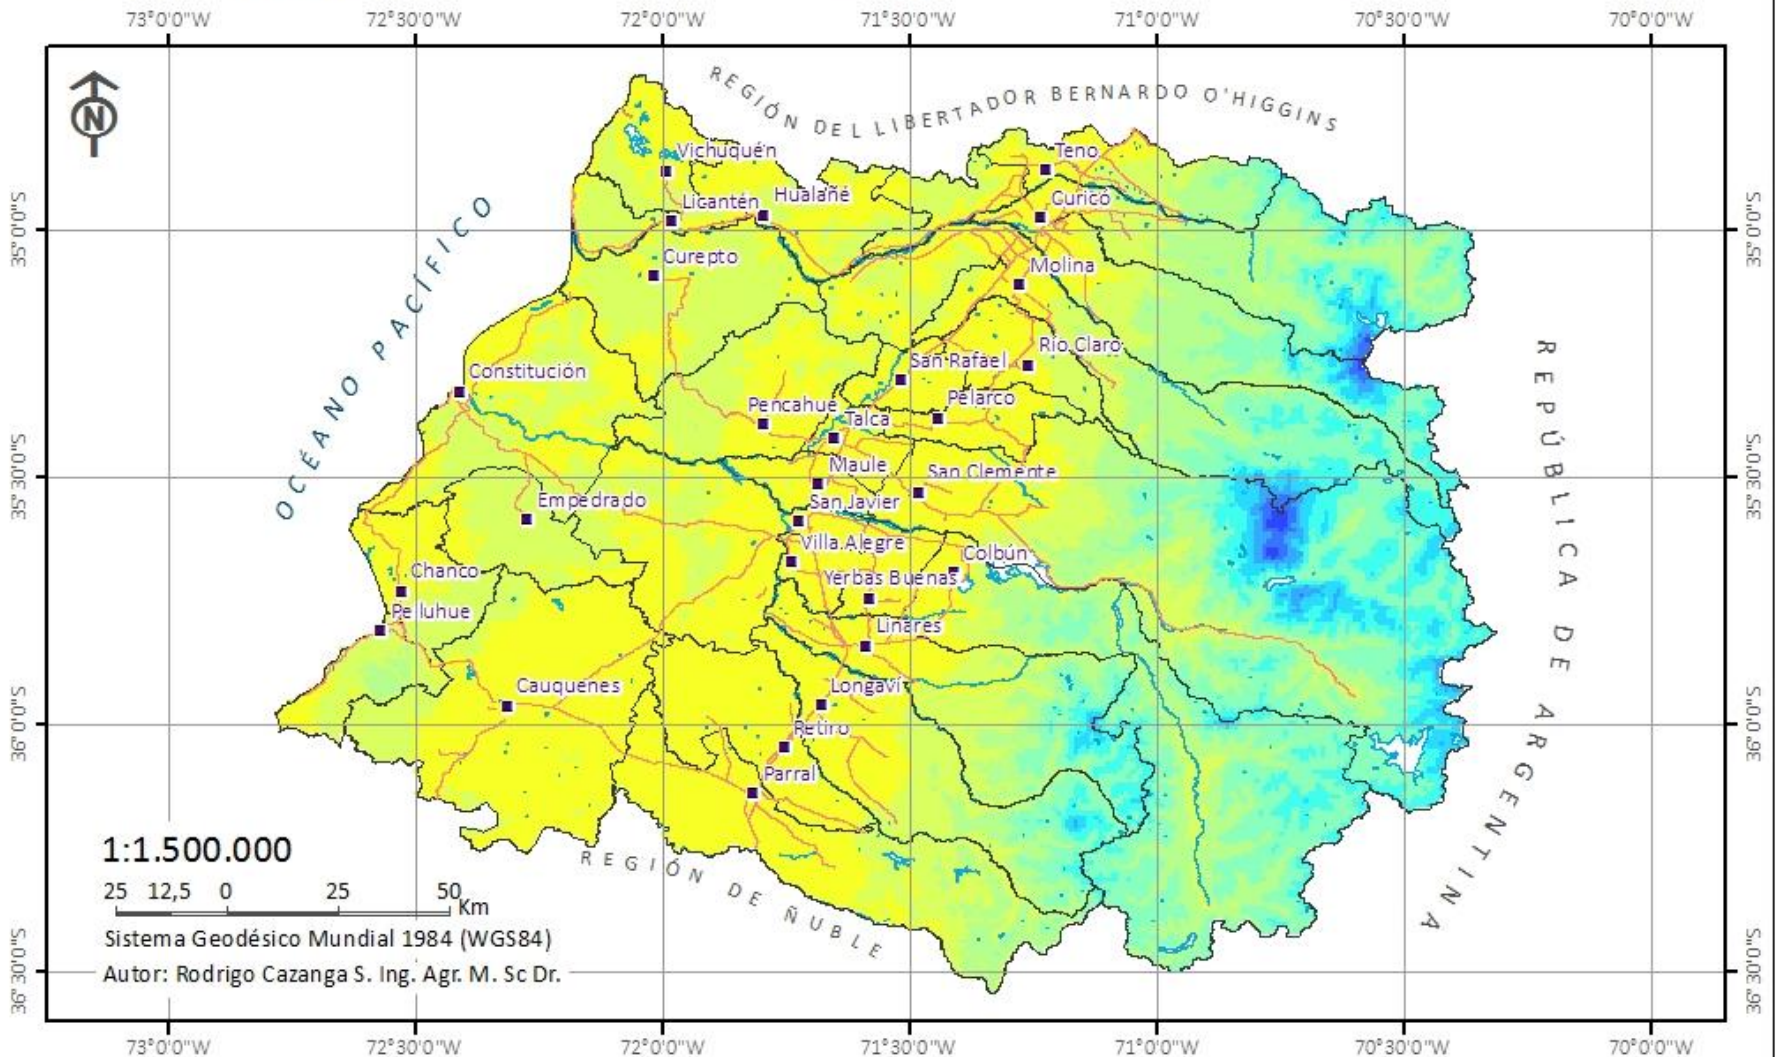 73°0'0"W 72°30'0"W 72°0'0"W 71°30'0"W 71°0'0"W 70°30'0"W 70°0'0"W
N
REGIÓN DEL LIBERTADOR BERNARDO O'HIGGINS
Vichuquén
Teno
Hualañé
Licantén
Curicó
35°0'0"S
35°0'0"S
OCÉANO PACÍFICO
Curepto
Molina
Río Claro
San Rafael
Constitución
REPÚBLICA DE ARGENTINA
Pelarco
Pencahue
Talca
Maule
San Clemente
35°30'0"S
35°30'0"S
Empedrado
San Javier
Villa Alegre
Colbún
Chanco
Yerbas Buenas
Pelluhue
Linares
Cauquenes
Longaví
36°0'0"S
36°0'0"S
Retiro
Parral
1:1.500.000
REGIÓN DE ÑUBLE
25 12,5 0 25 50 Km
Sistema Geodésico Mundial 1984 (WGS84)
Autor: Rodrigo Cazanga S. Ing. Agr. M. Sc Dr.
36°30'0"S
36°30'0"S
73°0'0"W 72°30'0"W 72°0'0"W 71°30'0"W 71°0'0"W 70°30'0"W 70°0'0"W